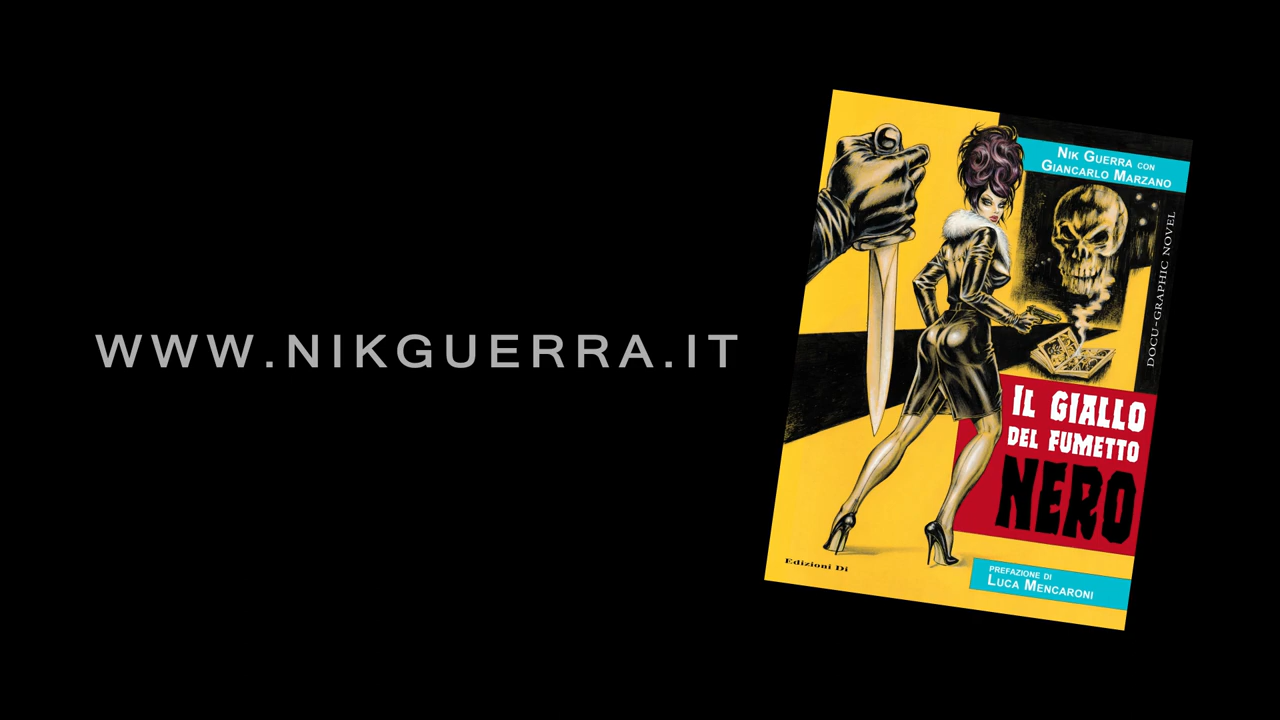 WWW.NIKGUERRA.IT
NIK GUERRA CON
GIANCARLO MARZANO
DOCU-GRAPHIC NOVEL
IL GIALLO
DEL FUMETTO
NERO
Edizioni Di
PREFAZIONE DI
LUCA MENCARONI